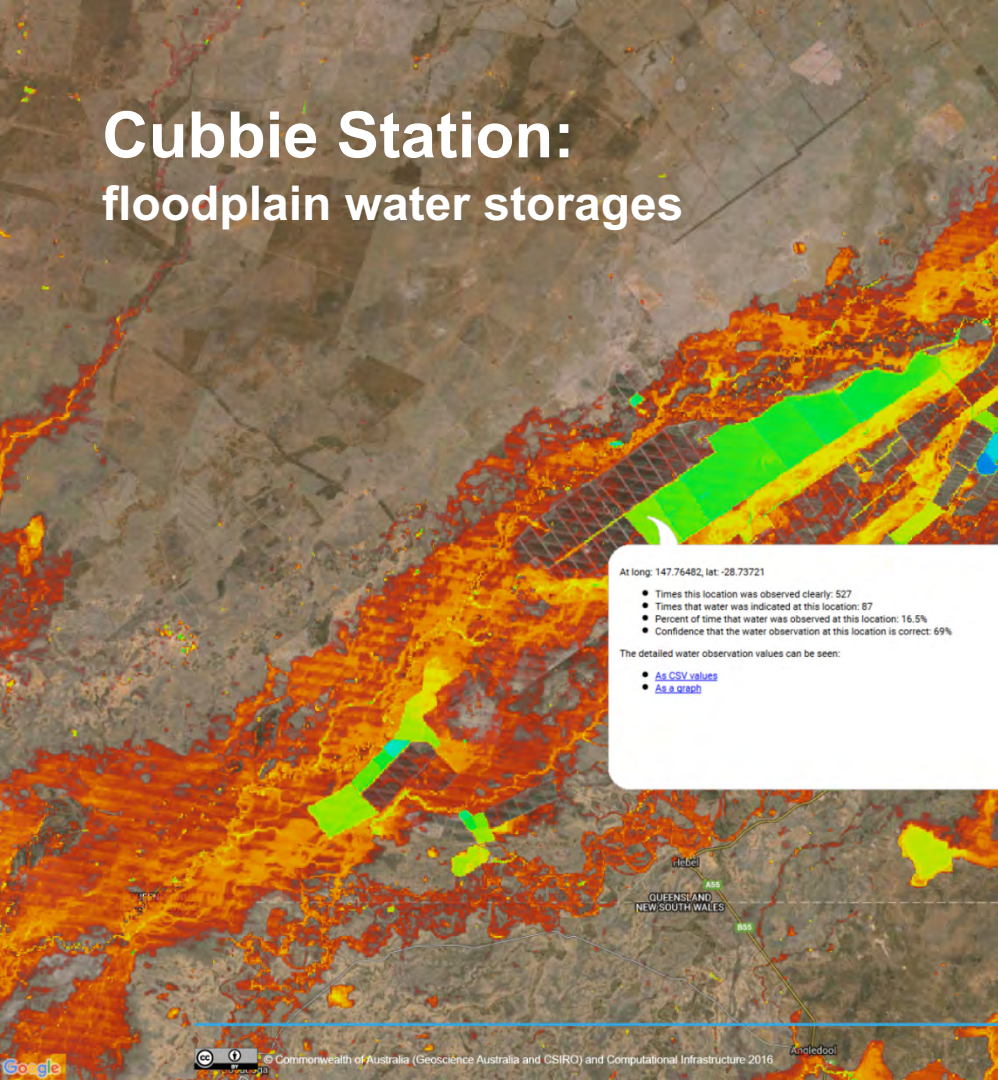 Cubbie Station:
floodplain water storages
At long: 147.76482, lat: -28.73721
Times this location was observed clearly: 527
Times that water was indicated at this location: 87
Percent of time that water was observed at this location: 16.5%
Confidence that the water observation at this location is correct: 69%
The detailed water observation values can be seen:
As CSV values
As a graph
Hebel
A55
QUEENSLAND
NEW SOUTH WALES
B55
Angledool
cc BY
© Commonwealth of Australia (Geoscience Australia and CSIRO) and Computational Infrastructure 2016
Google